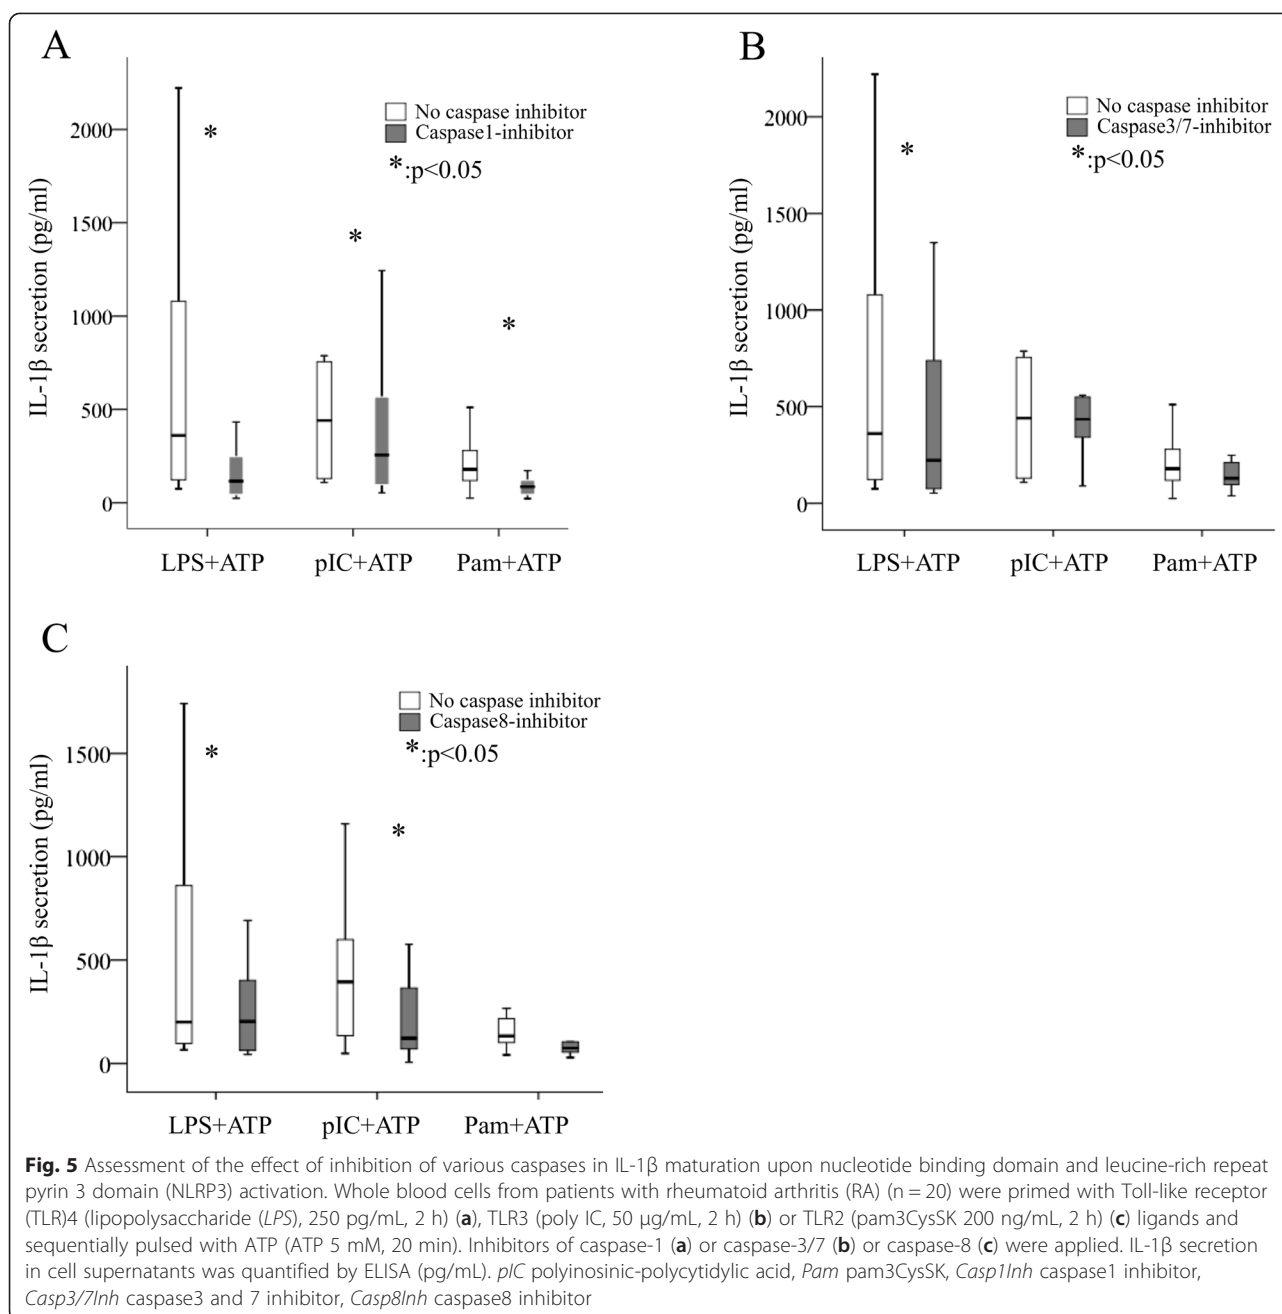 A
No caspase inhibitor
Caspase1-inhibitor
*:p<0.05
IL-1β secretion (pg/ml)
2000
1500
1000
500
0
*
*
*
LPS+ATP pIC+ATP Pam+ATP
B
No caspase inhibitor
Caspase3/7-inhibitor
*:p<0.05
IL-1β secretion (pg/ml)
2000
1500
1000
500
0
*
LPS+ATP pIC+ATP Pam+ATP
C
No caspase inhibitor
Caspase8-inhibitor
*:p<0.05
IL-1β secretion (pg/ml)
1500
1000
500
0
*
*
LPS+ATP pIC+ATP Pam+ATP
Fig. 5 Assessment of the effect of inhibition of various caspases in IL-1β maturation upon nucleotide binding domain and leucine-rich repeat
pyrin 3 domain (NLRP3) activation. Whole blood cells from patients with rheumatoid arthritis (RA) (n = 20) were primed with Toll-like receptor
(TLR)4 (lipopolysaccharide (LPS), 250 pg/mL, 2 h) (a), TLR3 (poly IC, 50 μg/mL, 2 h) (b) or TLR2 (pam3CysSK 200 ng/mL, 2 h) (c) ligands and
sequentially pulsed with ATP (ATP 5 mM, 20 min). Inhibitors of caspase-1 (a) or caspase-3/7 (b) or caspase-8 (c) were applied. IL-1β secretion
in cell supernatants was quantified by ELISA (pg/mL). pIC polyinosinic-polycytidylic acid, Pam pam3CysSK, Casp1Inh caspase1 inhibitor,
Casp3/7Inh caspase3 and 7 inhibitor, Casp8Inh caspase8 inhibitor